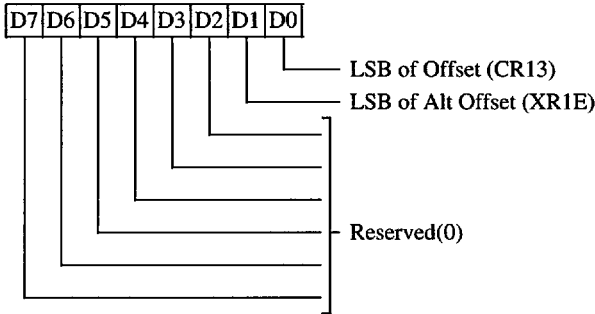 D7 D6 D5 D4 D3 D2 D1 D0
LSB of Offset (CR13)
LSB of Alt Offset (XR1E)
Reserved(0)